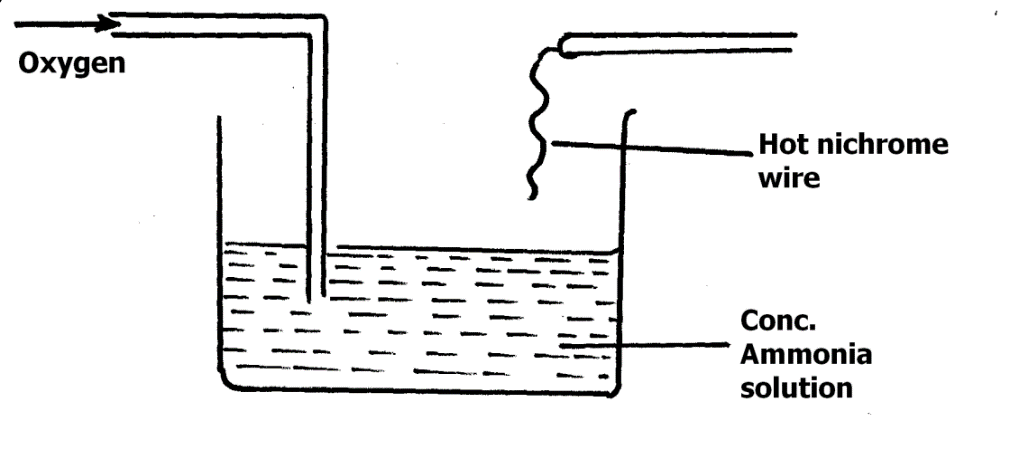 Oxygen
Hot nichrome
wire
Conc.
Ammonia
solution